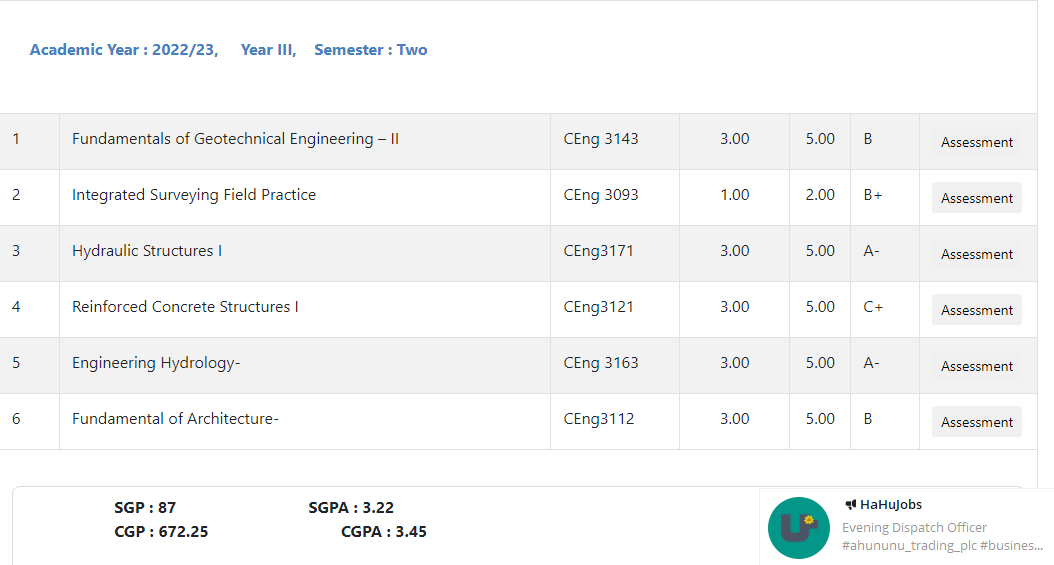 Academic Year : 2022/23, Year III, Semester : Two
1 Fundamentals of Geotechnical Engineering – II CEng 3143 3.00 5.00 B Assessment
2 Integrated Surveying Field Practice CEng 3093 1.00 2.00 B+ Assessment
3 Hydraulic Structures I CEng3171 3.00 5.00 A- Assessment
4 Reinforced Concrete Structures I CEng3121 3.00 5.00 C+ Assessment
5 Engineering Hydrology- CEng 3163 3.00 5.00 A- Assessment
6 Fundamental of Architecture- CEng3112 3.00 5.00 B Assessment
SGP : 87 SGPA : 3.22
CGP : 672.25 CGPA : 3.45
HaHuJobs
Evening Dispatch Officer
#ahununu_trading_plc #busines...